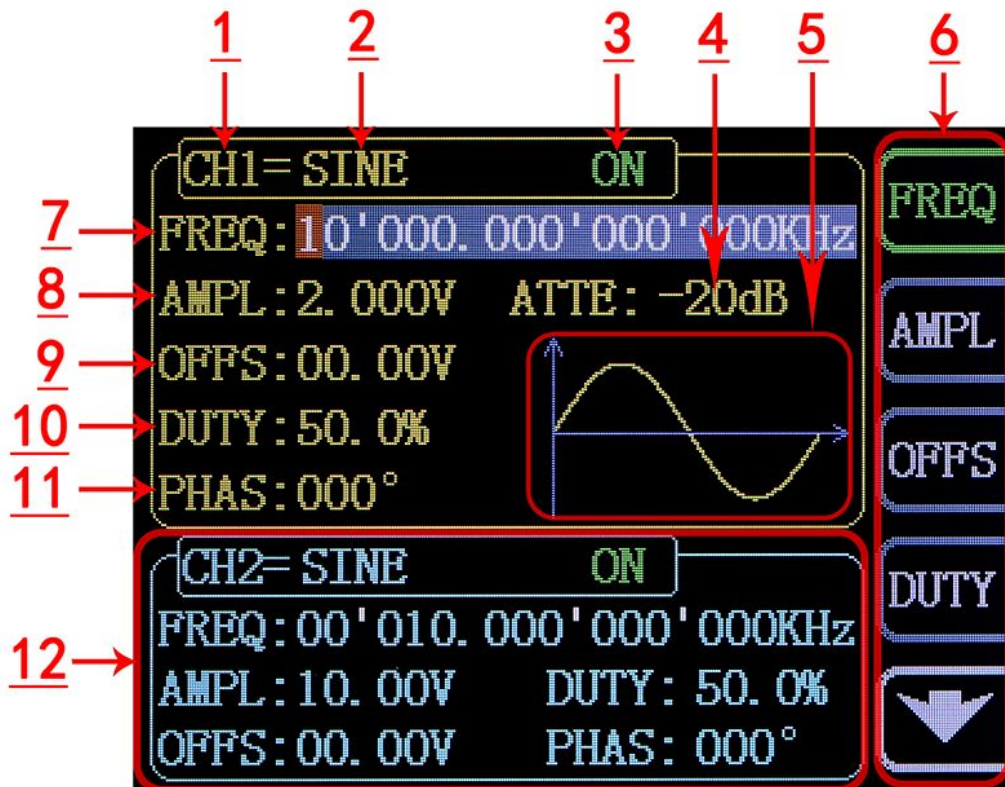 1 2 3 4 5 6
CH1= SINE ON
7 FREQ:10'000.000'000'000KHz
8 AMPL:2.000V ATTE: -20dB
9 OFFS:00.00V
10 DUTY:50.0%
11 PHAS:000°
12
CH2= SINE ON
FREQ:00'010.000'000'000KHz
AMPL:10.00V DUTY: 50.0%
OFFS:00.00V PHAS: 000°
FREQ
AMPL
OFFS
DUTY